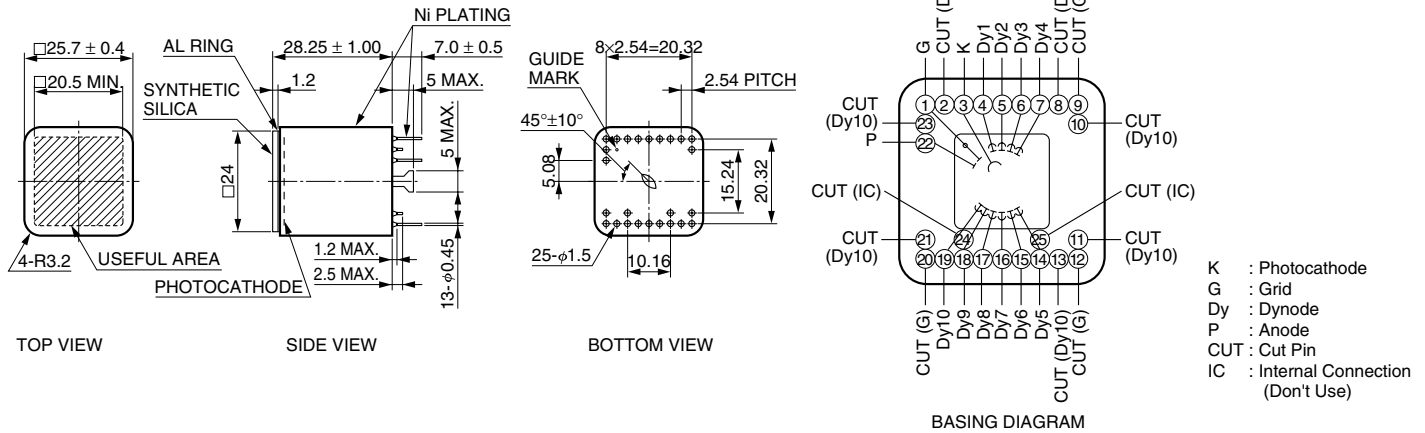 □25.7 ± 0.4
□20.5 MIN.
4-R3.2
USEFUL AREA
TOP VIEW
Ni PLATING
AL RING
28.25 ± 1.00
7.0 ± 0.5
SYNTHETIC
SILICA
1.2
5 MAX.
5 MAX.
□24
1.2 MAX.
2.5 MAX.
13-φ0.45
PHOTOCATHODE
SIDE VIEW
8×2.54=20.32
GUIDE
MARK
2.54 PITCH
45°±10°
5.08
15.24
20.32
25-φ1.5
10.16
BOTTOM VIEW
G
K
Dy1
Dy2
Dy3
Dy4
1 2 3 4 5 6 7 8 9
CUT
(Dy10)
23
P
22
10
CUT
(Dy10)
CUT (IC)
CUT (IC)
CUT
(Dy10)
21
24
25
11
CUT
(Dy10)
20 19 18 17 16 15 14 13 12
CUT (G)
Dy10
Dy9
Dy8
Dy7
Dy6
Dy5
CUT (Dy10)
CUT (G)
BASING DIAGRAM
K : Photocathode
G : Grid
Dy : Dynode
P : Anode
CUT : Cut Pin
IC : Internal Connection
(Don't Use)